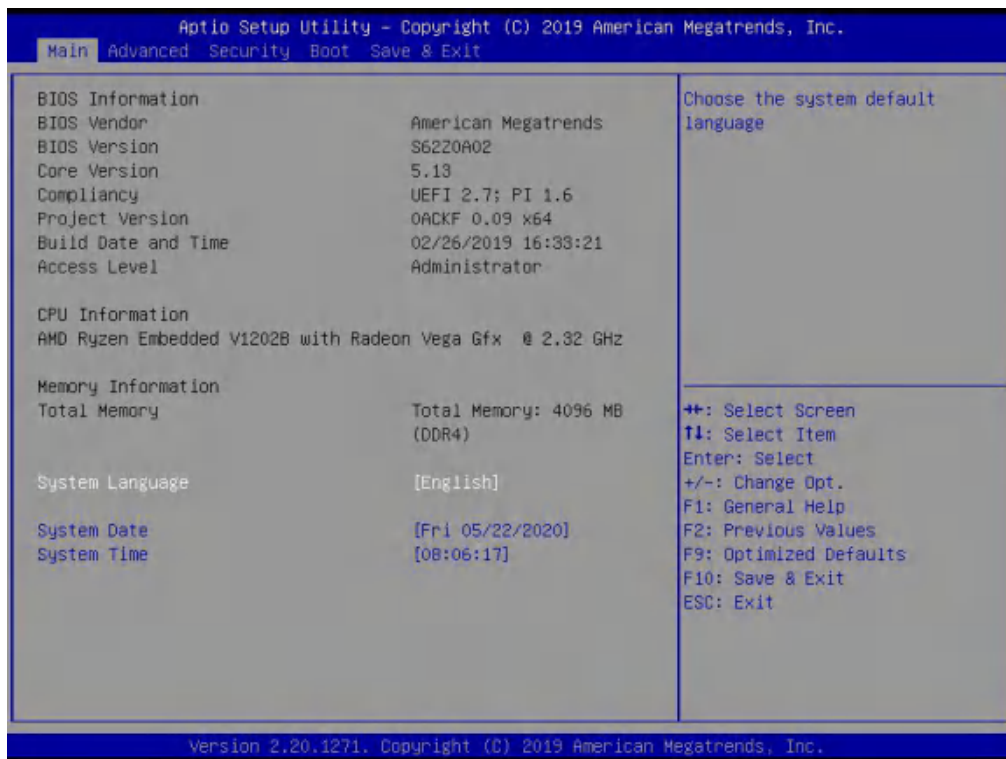 Aptio Setup Utility – Copyright (C) 2019 American Megatrends, Inc.
Main Advanced Security Boot Save & Exit
BIOS Information
BIOS Vendor American Megatrends
BIOS Version S62Z0A02
Core Version 5.13
Compliancy UEFI 2.7; PI 1.6
Project Version OACKF 0.09 x64
Build Date and Time 02/26/2019 16:33:21
Access Level Administrator
CPU Information
AMD Ryzen Embedded V1202B with Radeon Vega Gfx @ 2.32 GHz
Memory Information
Total Memory Total Memory: 4096 MB
(DDR4)
System Language [English]
System Date [Fri 05/22/2020]
System Time [08:06:17]
Choose the system default
language
→←: Select Screen
↑↓: Select Item
Enter: Select
+/-: Change Opt.
F1: General Help
F2: Previous Values
F9: Optimized Defaults
F10: Save & Exit
ESC: Exit
Version 2.20.1271. Copyright (C) 2019 American Megatrends, Inc.